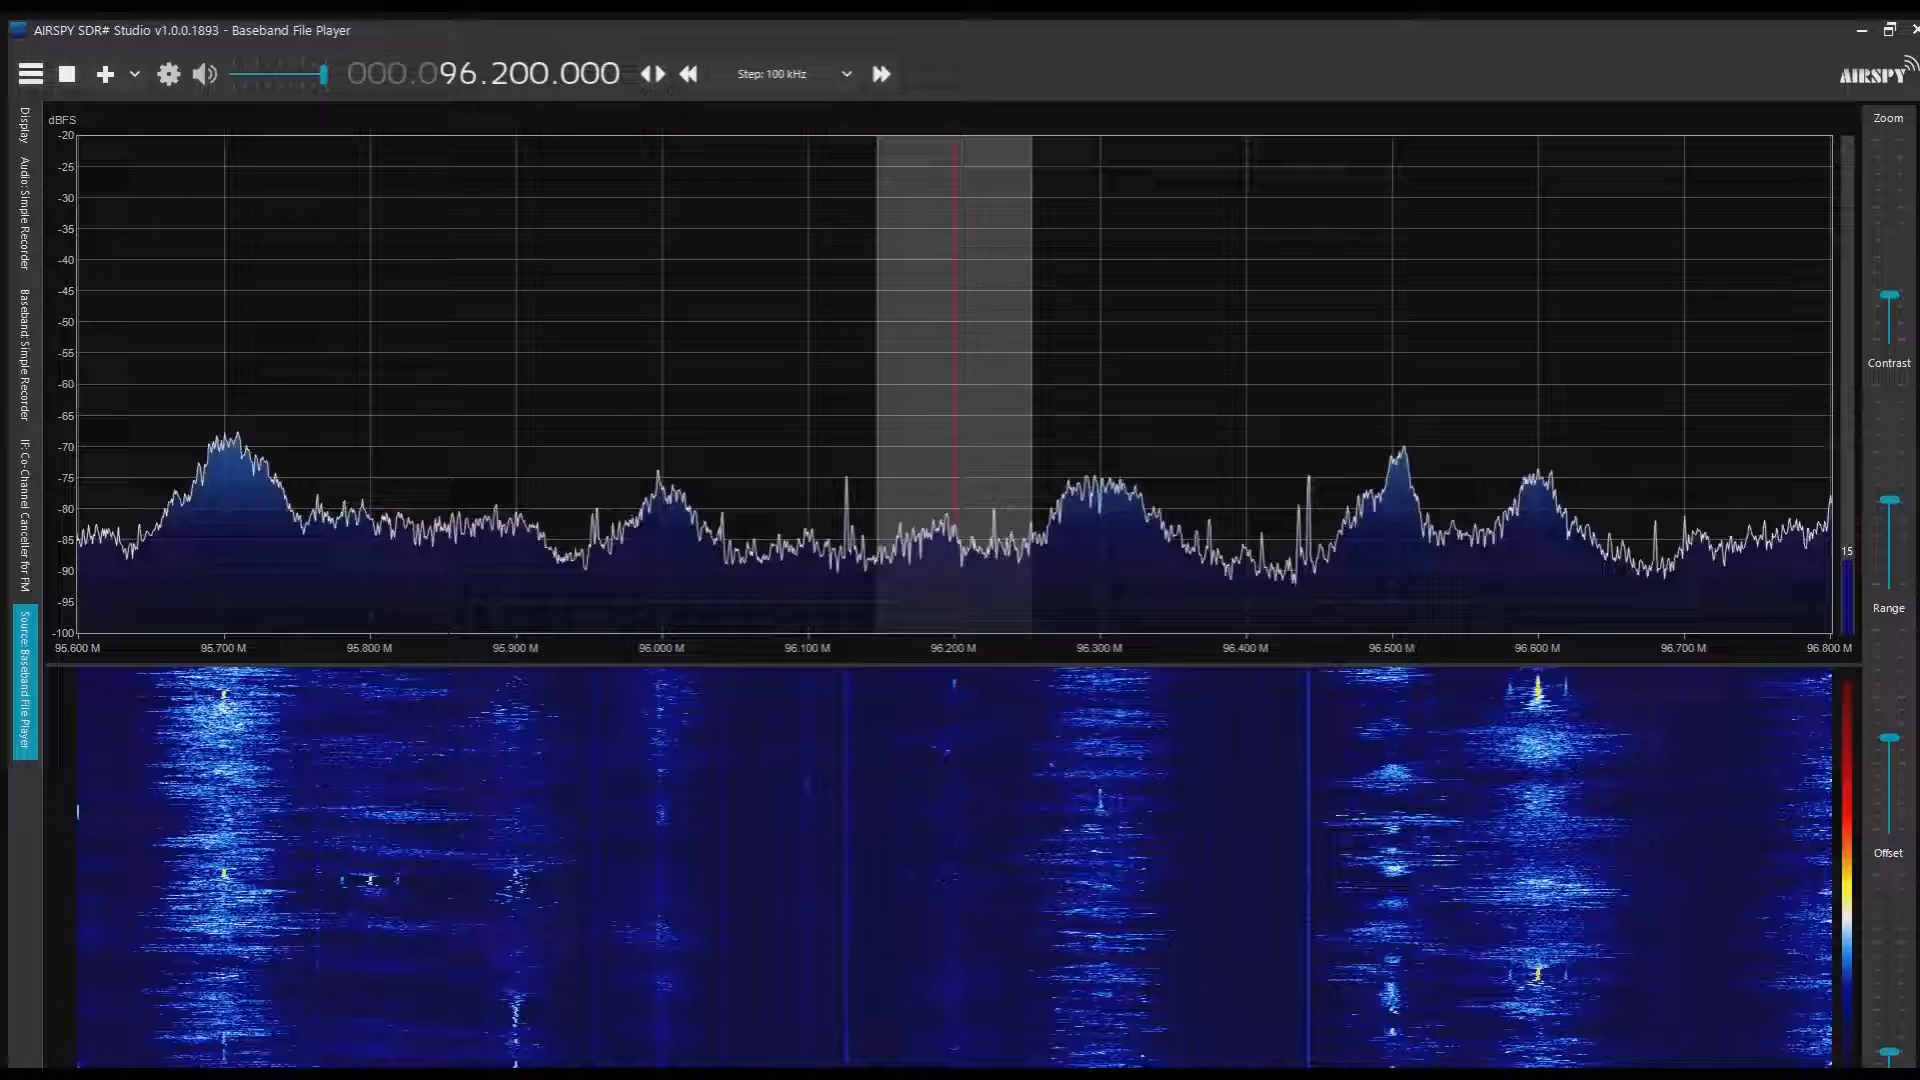 AIRSPY SDR# Studio v1.0.0.1893 - Baseband File Player
000.096.200.000
Step: 100 kHz
AIRSPY
Display
Audio: Simple Recorder
Baseband: Simple Recorder
IF: Co-Channel Canceller for FM
Source: Baseband File Player
dBFS
-20
-25
-30
-35
-40
-45
-50
-55
-60
-65
-70
-75
-80
-85
-90
-95
-100
95.600 M 95.700 M 95.800 M 95.900 M 96.000 M 96.100 M 96.200 M 96.300 M 96.400 M 96.500 M 96.600 M 96.700 M 96.800 M
15
Zoom
Contrast
Range
Offset